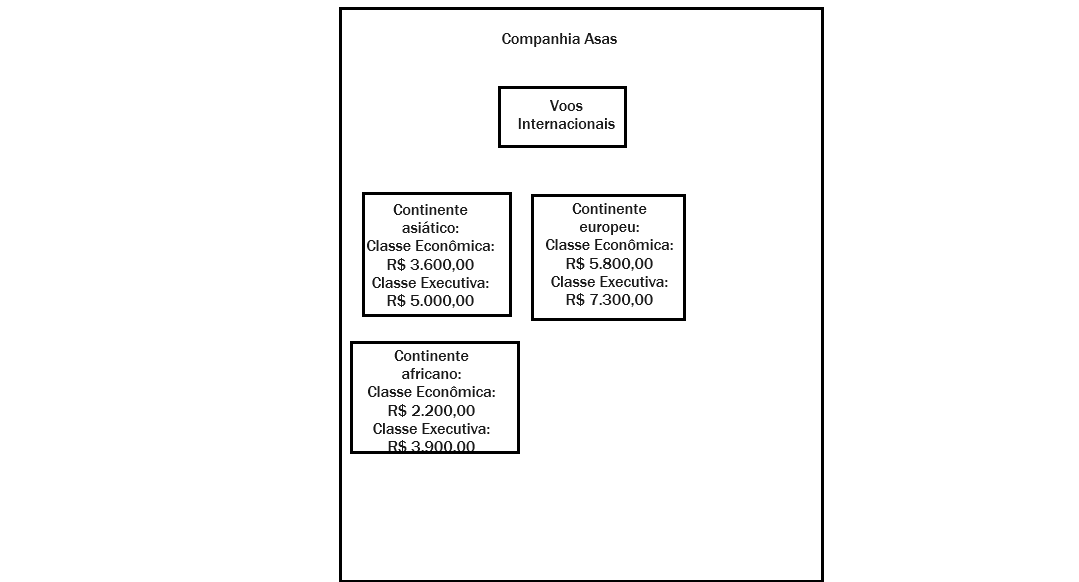 Companhia Asas
Voos
Internacionais
Continente
asiático:
Classe Econômica:
R$ 3.600,00
Classe Executiva:
R$ 5.000,00
Continente
europeu:
Classe Econômica:
R$ 5.800,00
Classe Executiva:
R$ 7.300,00
Continente
africano:
Classe Econômica:
R$ 2.200,00
Classe Executiva:
R$ 3.900,00